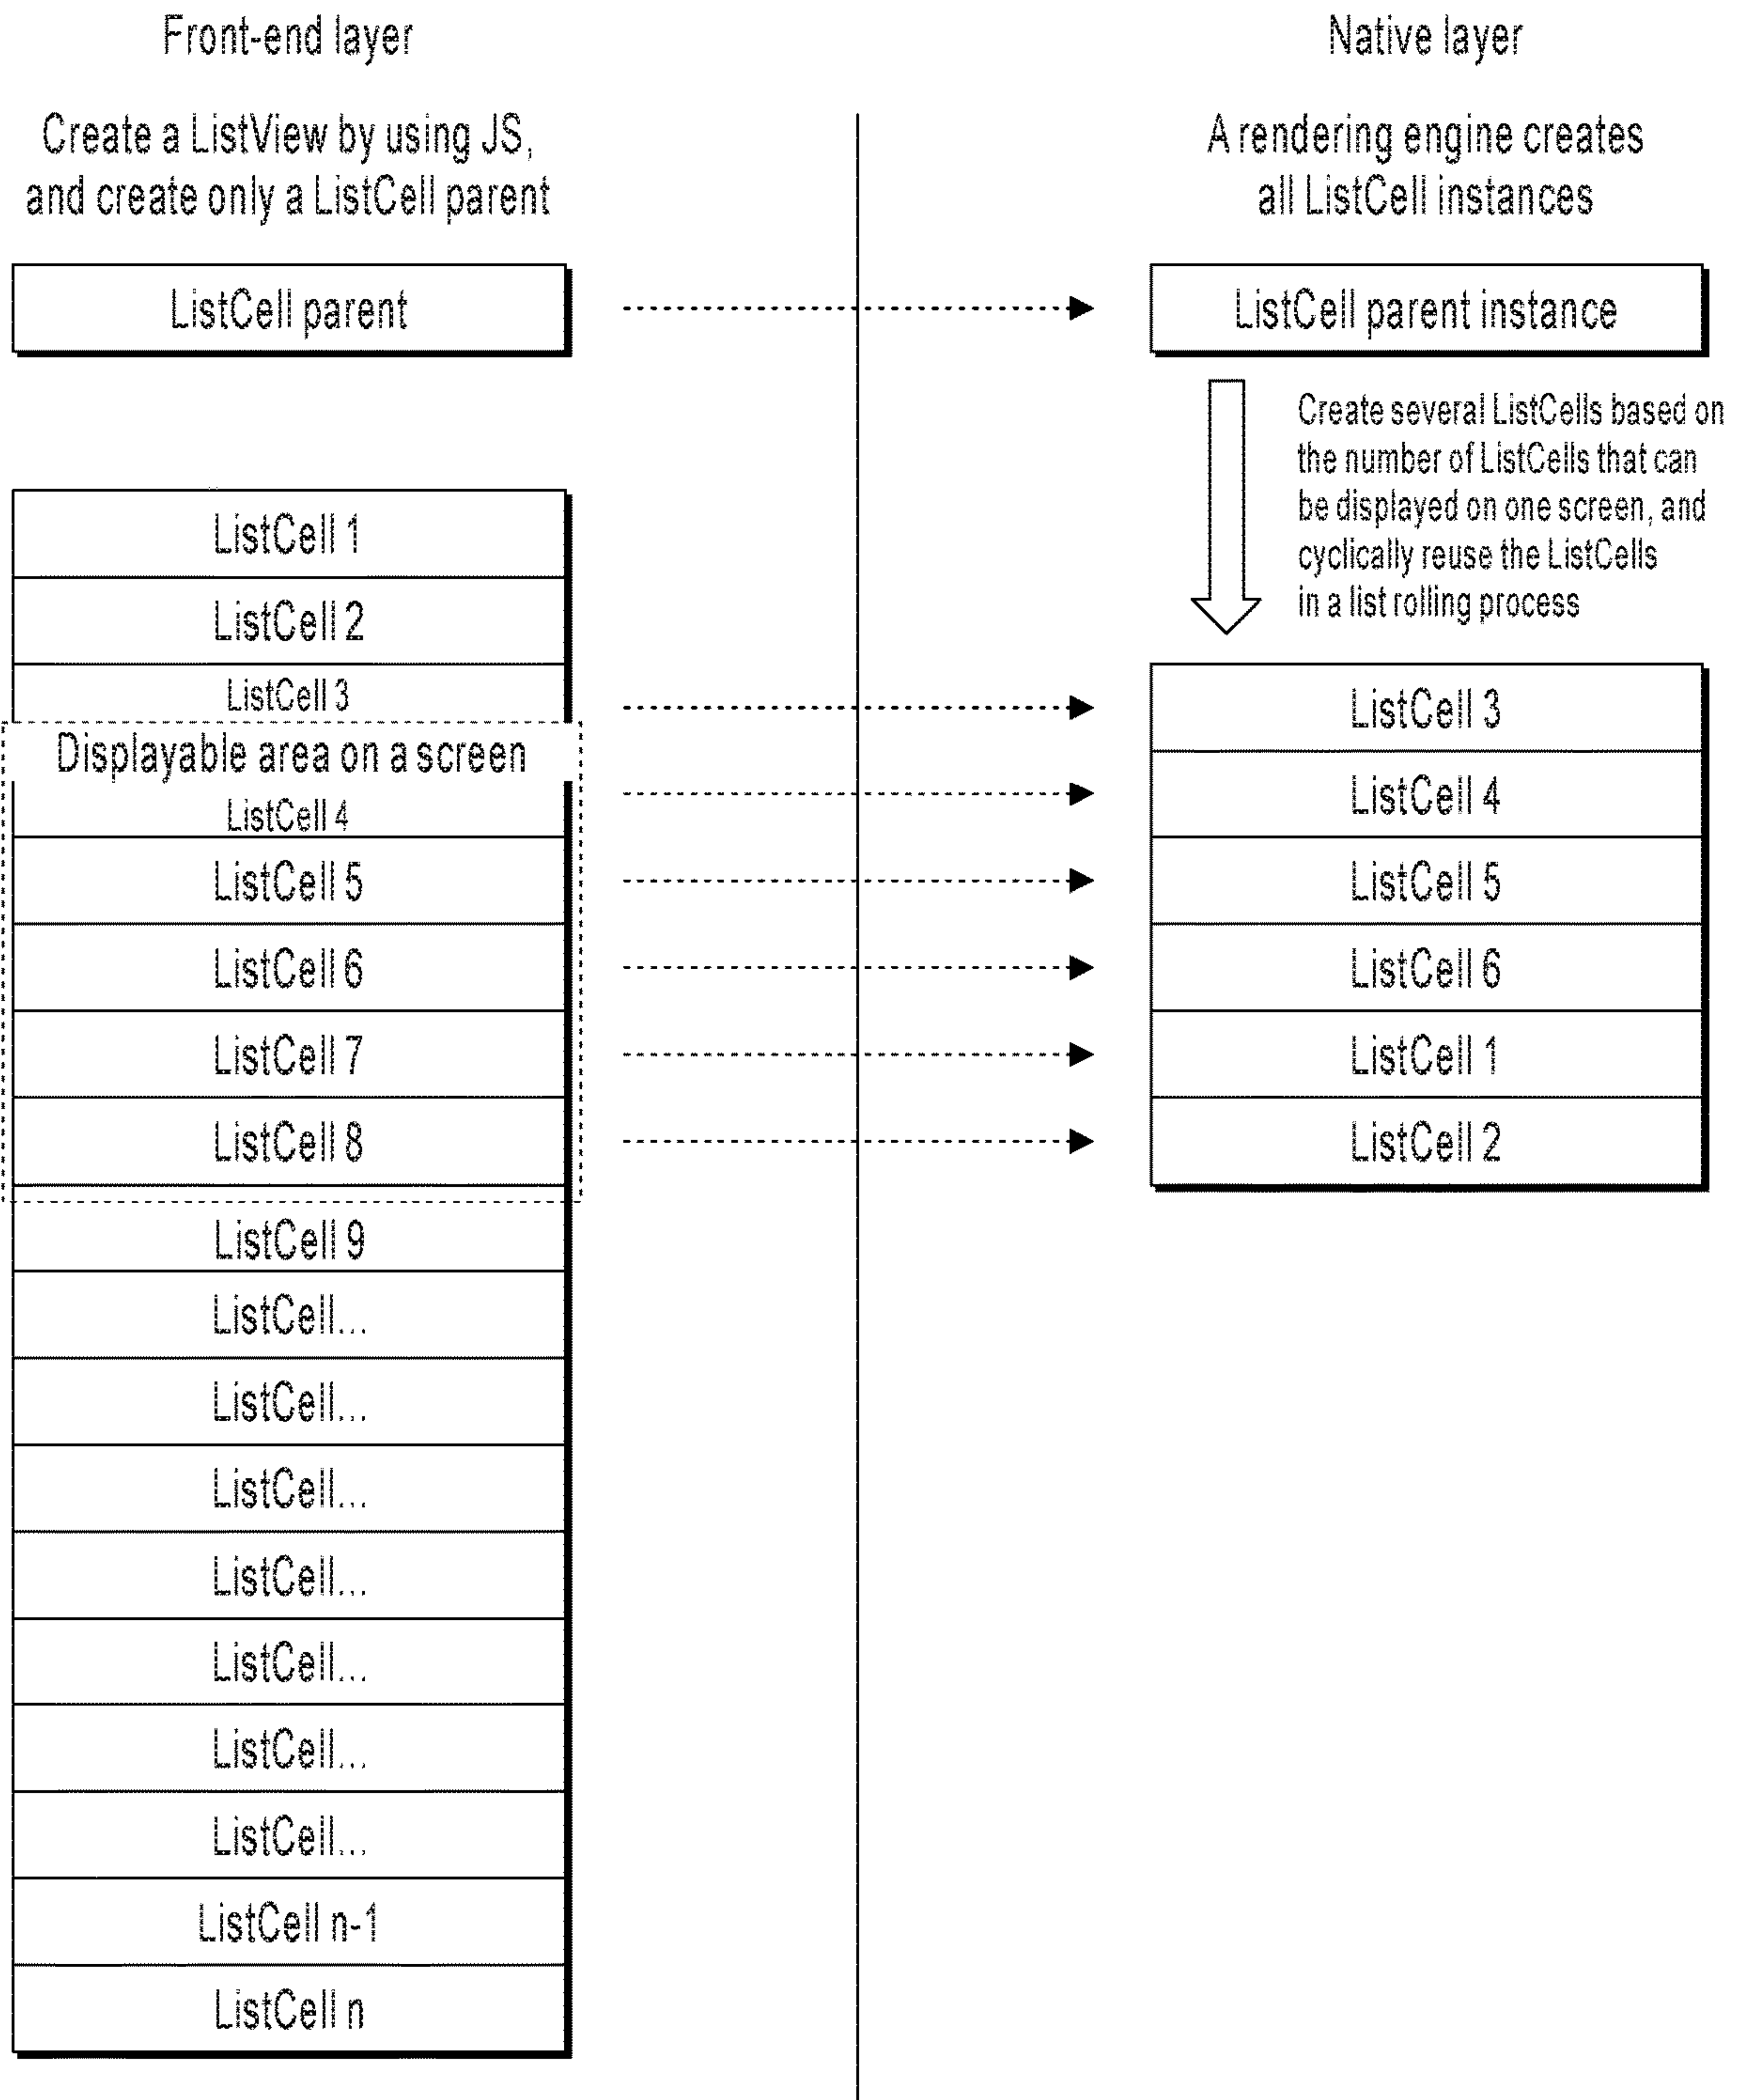 Front-end layer
Create a ListView by using JS,
and create only a ListCell parent
ListCell parent
ListCell 1
ListCell 2
ListCell 3
Displayable area on a screen
ListCell 4
ListCell 5
ListCell 6
ListCell 7
ListCell 8
ListCell 9
ListCell...
ListCell...
ListCell...
ListCell...
ListCell...
ListCell...
ListCell...
ListCell n-1
ListCell n
Native layer
A rendering engine creates
all ListCell instances
ListCell parent instance
Create several ListCells based on
the number of ListCells that can
be displayed on one screen, and
cyclically reuse the ListCells
in a list rolling process
ListCell 3
ListCell 4
ListCell 5
ListCell 6
ListCell 1
ListCell 2